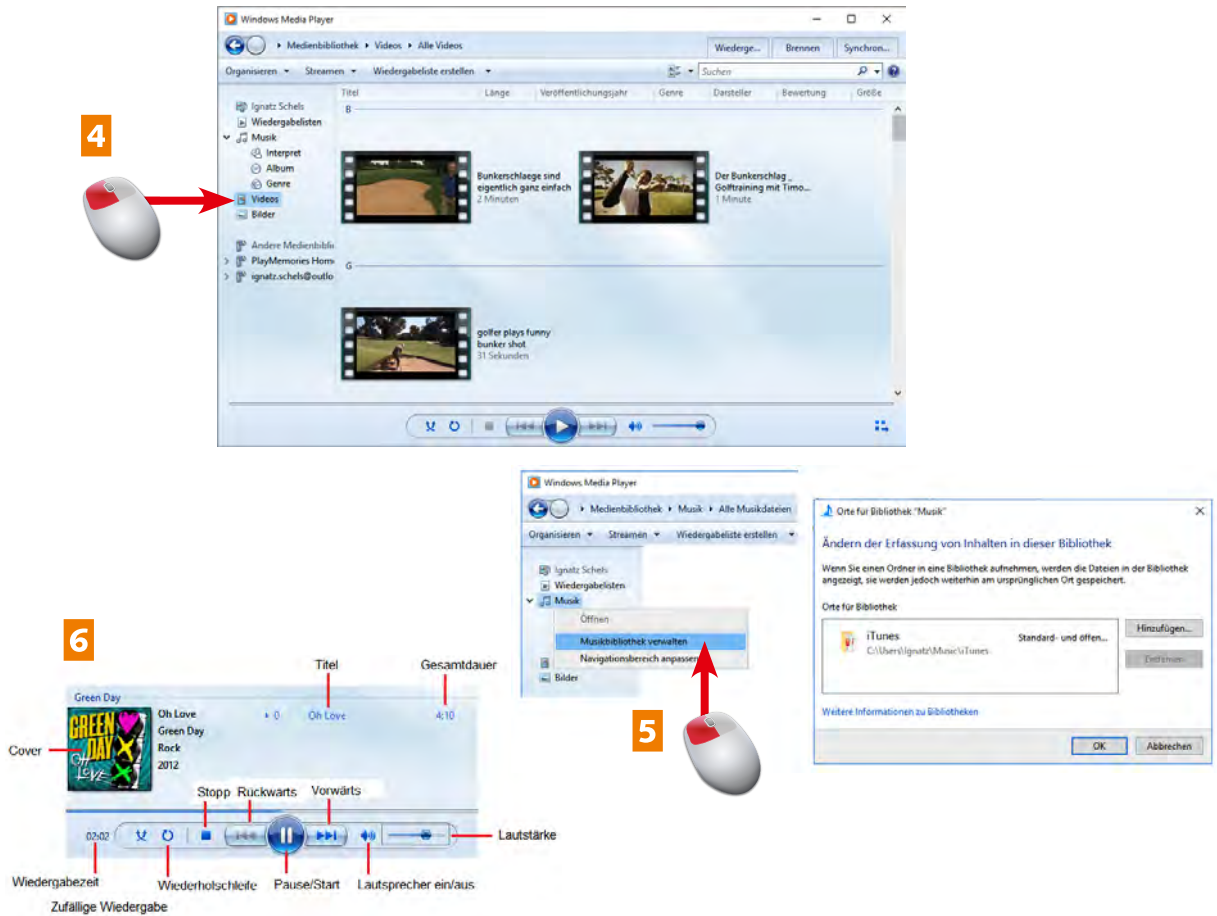 Windows Media Player
Medienbibliothek ▸ Videos ▸ Alle Videos
Wiederge... Brennen Synchron...
Organisieren Streamen Wiedergabeliste erstellen Suchen
Titel Länge Veröffentlichungsjahr Genre Darsteller Bewertung Größe
Ignatz Schels
Wiedergabelisten
Musik
Interpret
Album
Genre
Videos
Bilder
Andere Medienbiblio
PlayMemories Hom
ignatz.schels@outlo
B
Bunkerschlaege sind
eigentlich ganz einfach
2 Minuten
Der Bunkerschlag _
Golftraining mit Timo...
1 Minute
G
golfer plays funny
bunker shot
31 Sekunden
4
Windows Media Player
Medienbibliothek ▸ Musik ▸ Alle Musikdateien
Organisieren Streamen Wiedergabeliste erstellen
Ignatz Schels
Wiedergabelisten
Musik
Öffnen
Musikbibliothek verwalten
Navigationsbereich anpassen
Bilder
5
Orte für Bibliothek "Musik"
Ändern der Erfassung von Inhalten in dieser Bibliothek
Wenn Sie einen Ordner in eine Bibliothek aufnehmen, werden die Dateien in der Bibliothek
angezeigt, sie werden jedoch weiterhin am ursprünglichen Ort gespeichert.
Orte für Bibliothek
iTunes Standard- und öffen...
C:\Users\Ignatz\Music\iTunes
Hinzufügen...
Entfernen
Weitere Informationen zu Bibliotheken
OK Abbrechen
6
Titel Gesamtdauer
Green Day
Oh Love 0 Oh Love 4:10
Green Day
Rock
2012
GREEN
DAY
OH
LOVE
Cover
Stopp Rückwärts Vorwärts
02:02
Lautstärke
Wiedergabezeit Wiederholschleife Pause/Start Lautsprecher ein/aus
Zufällige Wiedergabe